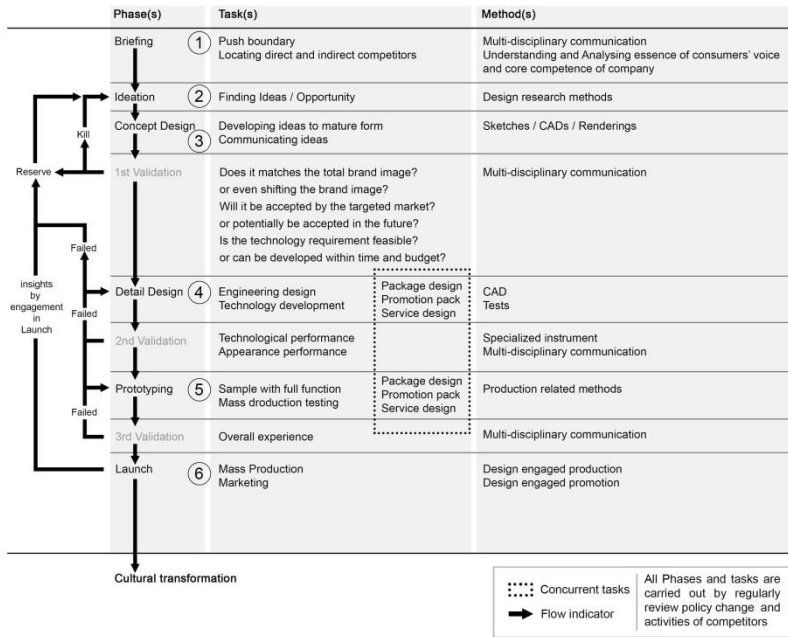 Phase(s) Task(s) Method(s)
Briefing 1 Push boundary Multi-disciplinary communication
Locating direct and indirect competitors Understanding and Analysing essence of consumers' voice
and core competence of company
Ideation 2 Finding Ideas / Opportunity Design research methods
Concept Design Developing ideas to mature form Sketches / CADs / Renderings
3 Communicating ideas
Kill
Reserve
1st Validation Does it matches the total brand image? Multi-disciplinary communication
or even shifting the brand image?
Will it be accepted by the targeted market?
or potentially be accepted in the future?
Is the technology requirement feasible?
or can be developed within time and budget?
Failed
insights
by
engagement
in
Launch
Detail Design 4 Engineering design Package design CAD
Technology development Promotion pack Tests
Service design
Failed
2nd Validation Technological performance Specialized instrument
Appearance performance Multi-disciplinary communication
Prototyping 5 Sample with full function Package design Production related methods
Mass droduction testing Promotion pack
Service design
Failed
3rd Validation Overall experience Multi-disciplinary communication
Launch 6 Mass Production Design engaged production
Marketing Design engaged promotion
Cultural transformation
Concurrent tasks
Flow indicator
All Phases and tasks are
carried out by regularly
review policy change and
activities of competitors